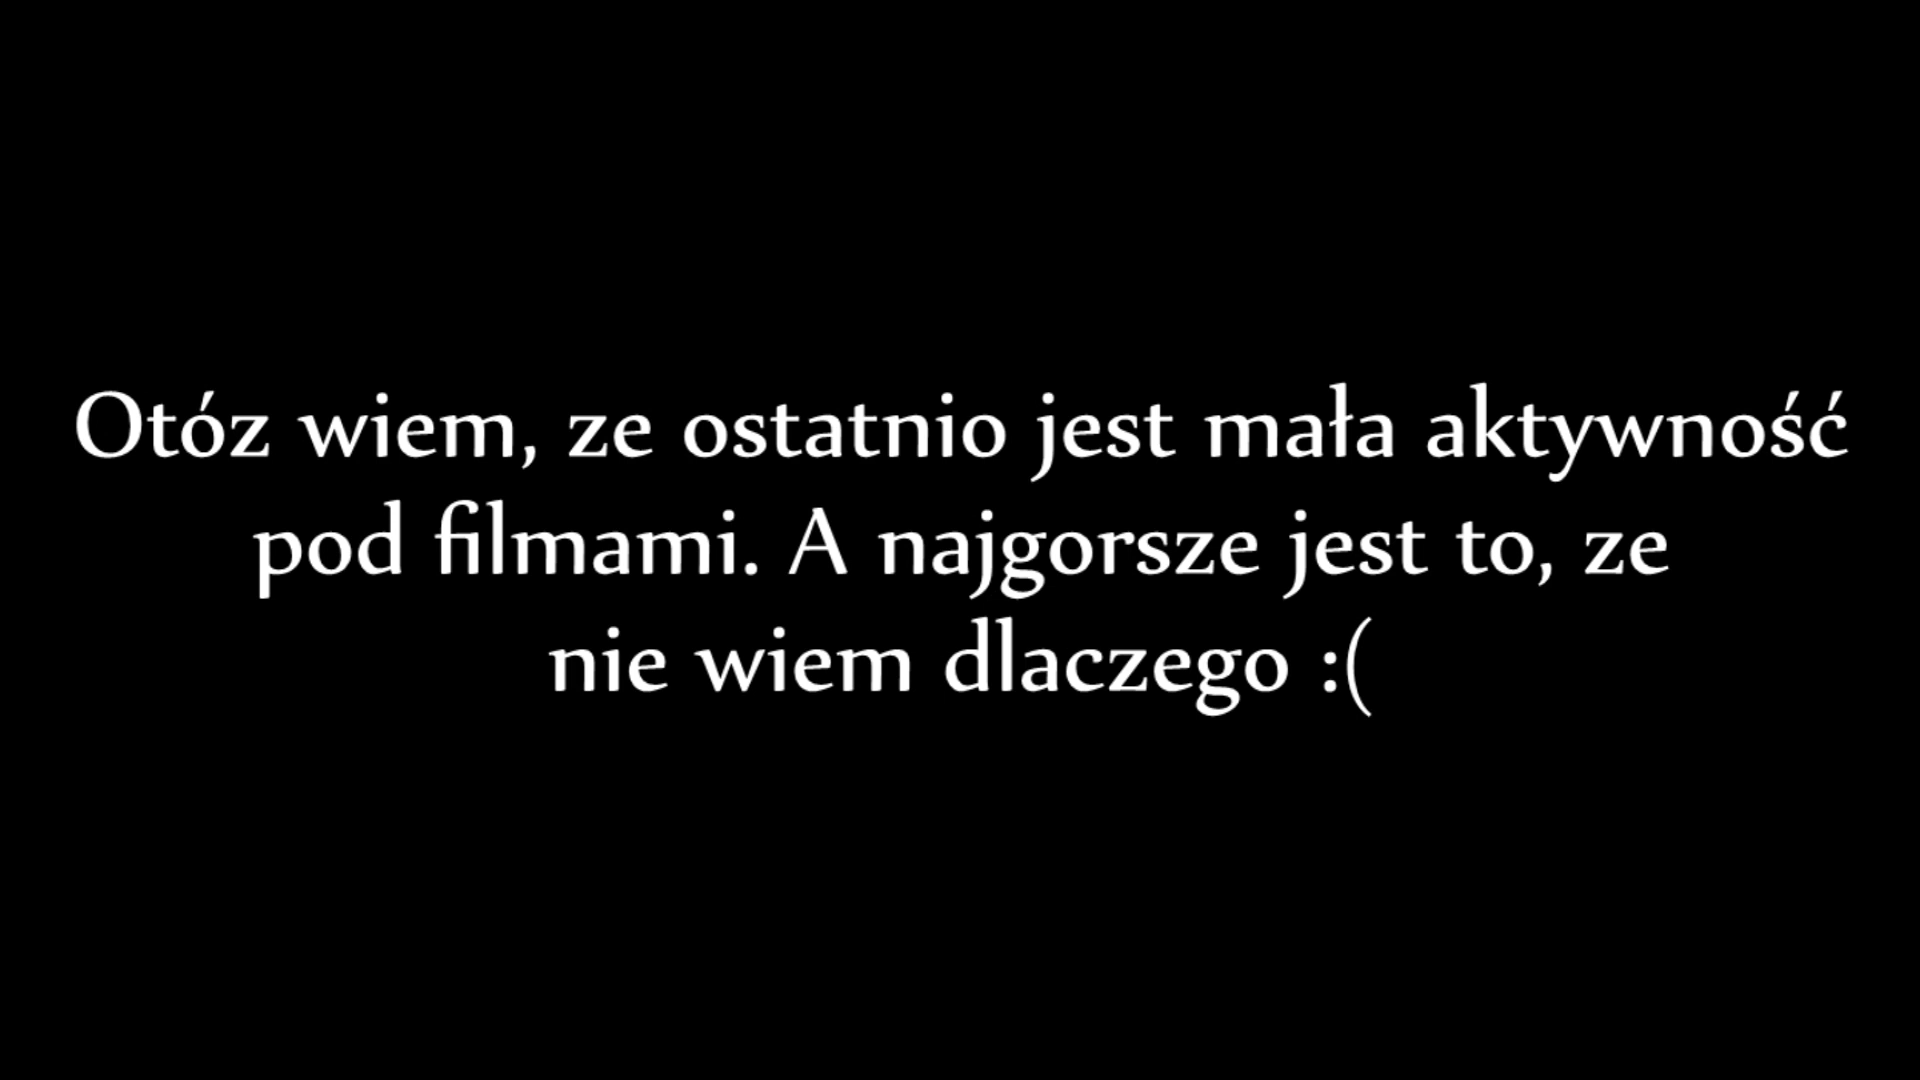 Otóz wiem, ze ostatnio jest mała aktywność
pod filmami. A najgorsze jest to, ze
nie wiem dlaczego :(